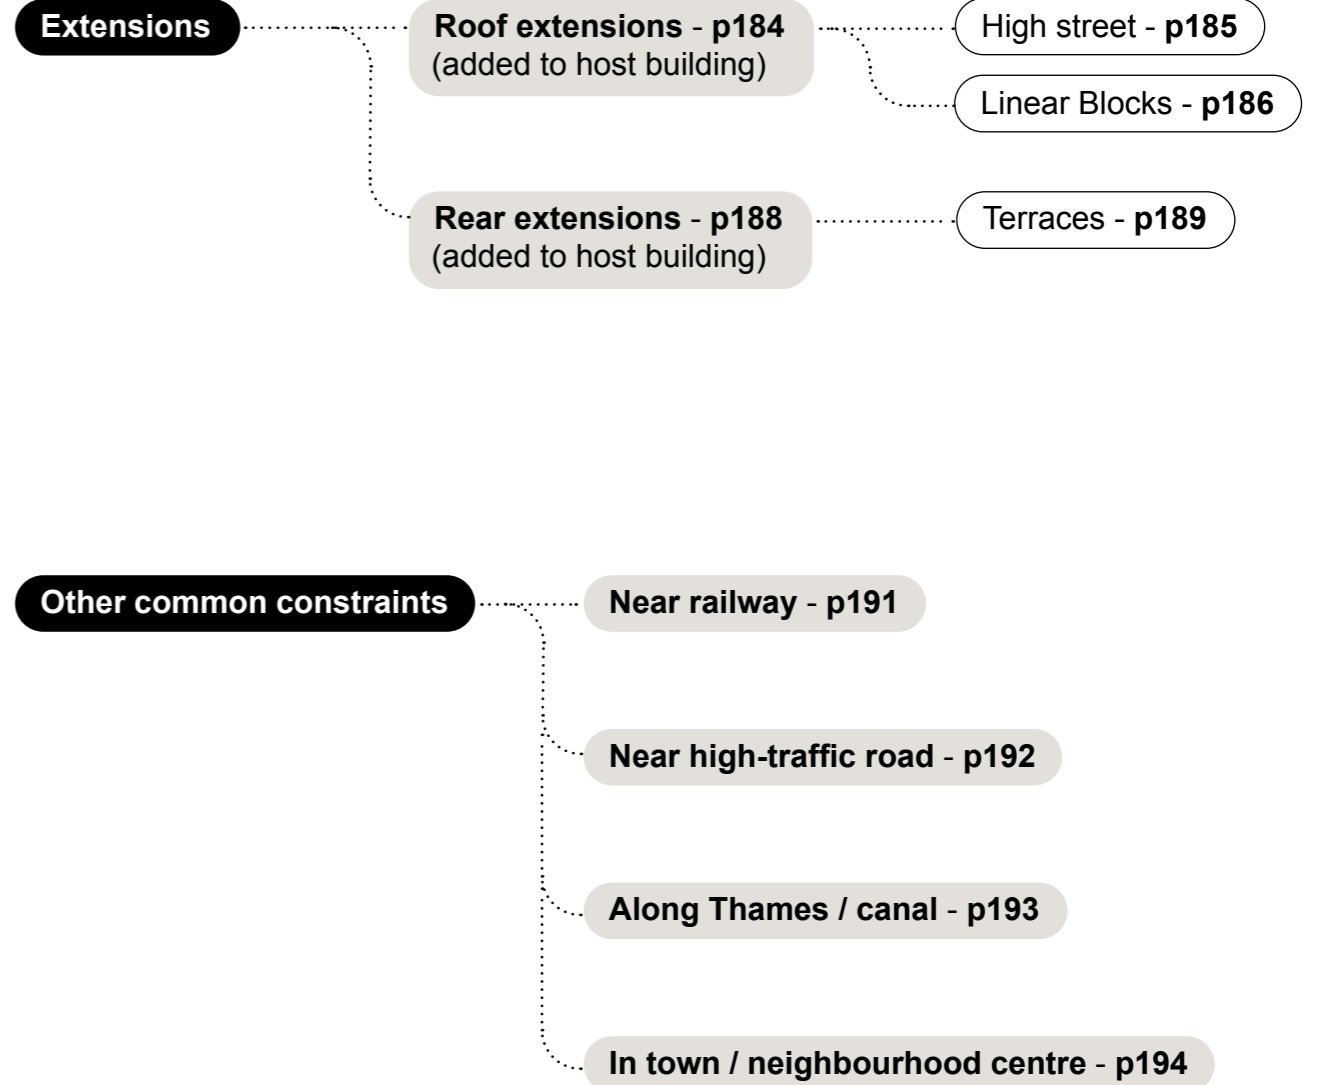 Extensions
Roof extensions - p184
(added to host building)
High street - p185
Linear Blocks - p186
Rear extensions - p188
(added to host building)
Terraces - p189
Other common constraints
Near railway - p191
Near high-traffic road - p192
Along Thames / canal - p193
In town / neighbourhood centre - p194